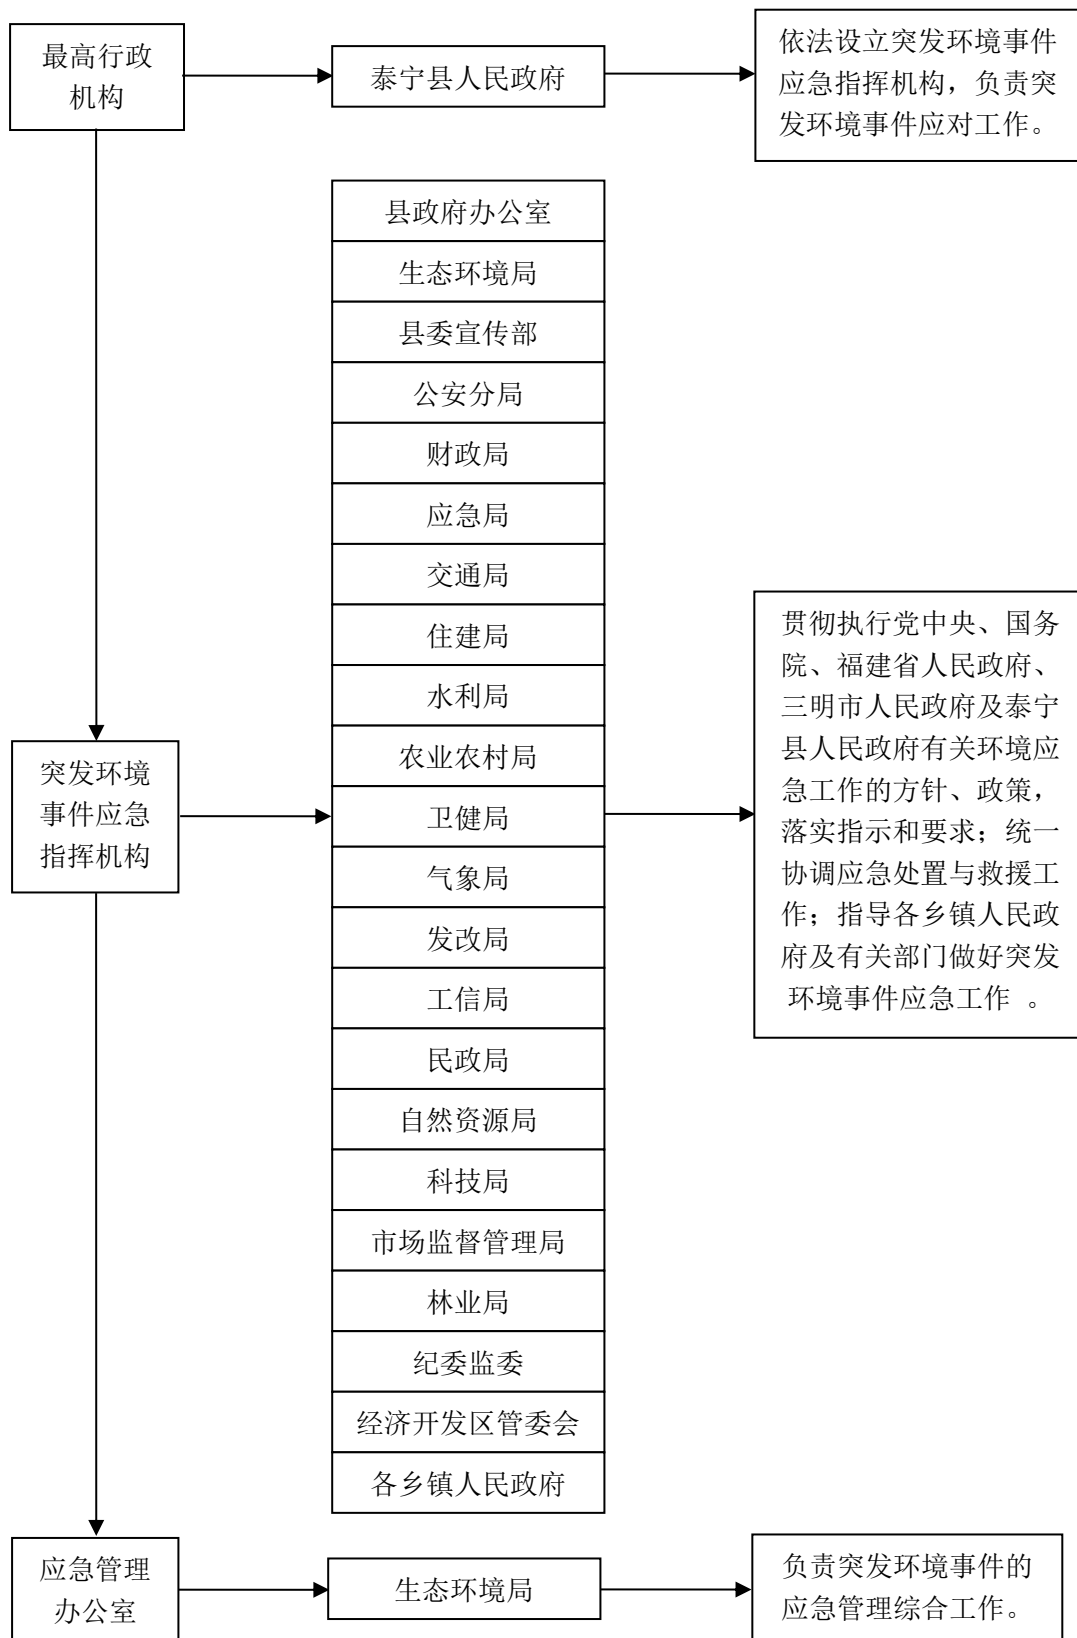 最高行政
机构
泰宁县人民政府
依法设立突发环境事件
应急指挥机构，负责突
发环境事件应对工作。
县政府办公室
生态环境局
县委宣传部
公安分局
财政局
应急局
交通局
住建局
水利局
农业农村局
卫健局
气象局
发改局
工信局
民政局
自然资源局
科技局
市场监督管理局
林业局
纪委监委
经济开发区管委会
各乡镇人民政府
突发环境
事件应急
指挥机构
贯彻执行党中央、国务
院、福建省人民政府、
三明市人民政府及泰宁
县人民政府有关环境应
急工作的方针、政策，
落实指示和要求；统一
协调应急处置与救援工
作；指导各乡镇人民政
府及有关部门做好突发
环境事件应急工作 。
应急管理
办公室
生态环境局
负责突发环境事件的
应急管理综合工作。